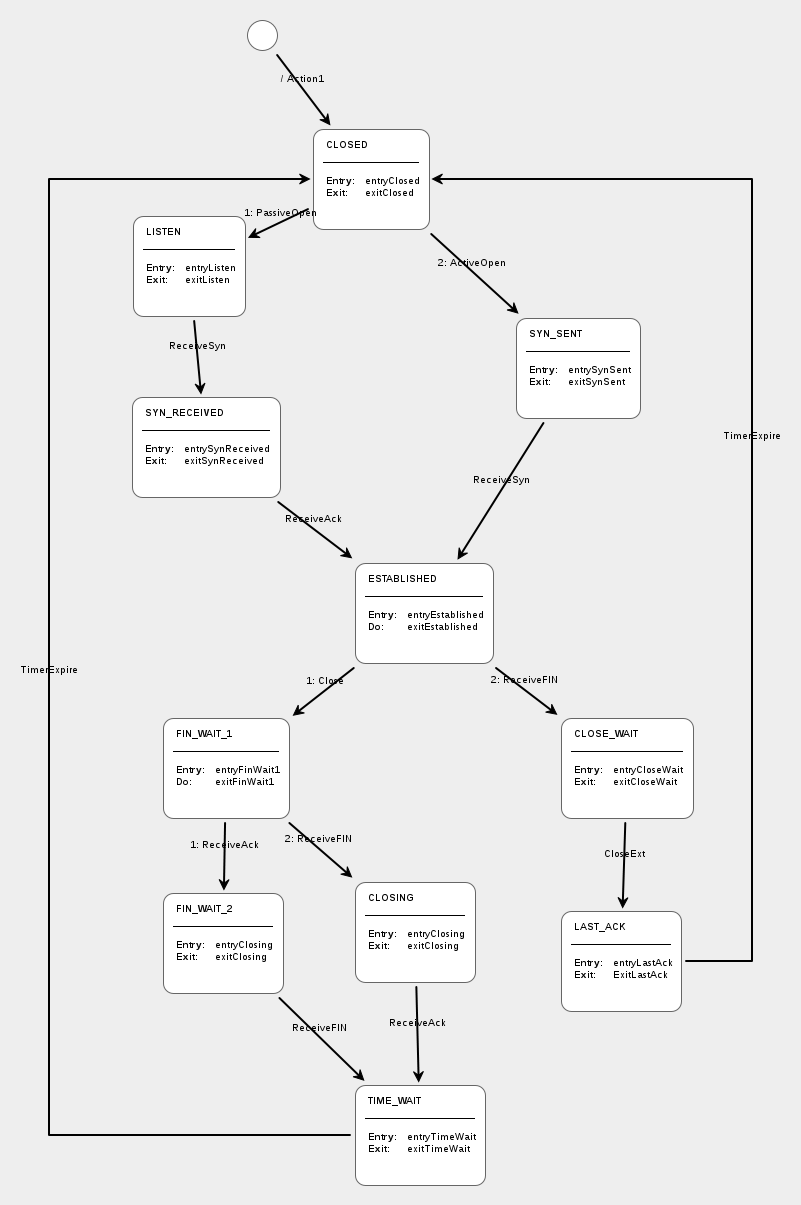 / Action1
CLOSED
Entry: entryClosed
Exit: exitClosed
1: PassiveOpen
LISTEN
Entry: entryListen
Exit: exitListen
2: ActiveOpen
SYN_SENT
Entry: entrySynSent
Exit: exitSynSent
ReceiveSyn
SYN_RECEIVED
Entry: entrySynReceived
Exit: exitSynReceived
TimerExpire
ReceiveSyn
ReceiveAck
ESTABLISHED
Entry: entryEstablished
Do: exitEstablished
TimerExpire
1: Close
2: ReceiveFIN
FIN_WAIT_1
Entry: entryFinWait1
Do: exitFinWait1
CLOSE_WAIT
Entry: entryCloseWait
Exit: exitCloseWait
1: ReceiveAck
2: ReceiveFIN
CloseExt
FIN_WAIT_2
Entry: entryClosing
Exit: exitClosing
CLOSING
Entry: entryClosing
Exit: exitClosing
LAST_ACK
Entry: entryLastAck
Exit: ExitLastAck
ReceiveFIN
ReceiveAck
TIME_WAIT
Entry: entryTimeWait
Exit: exitTimeWait